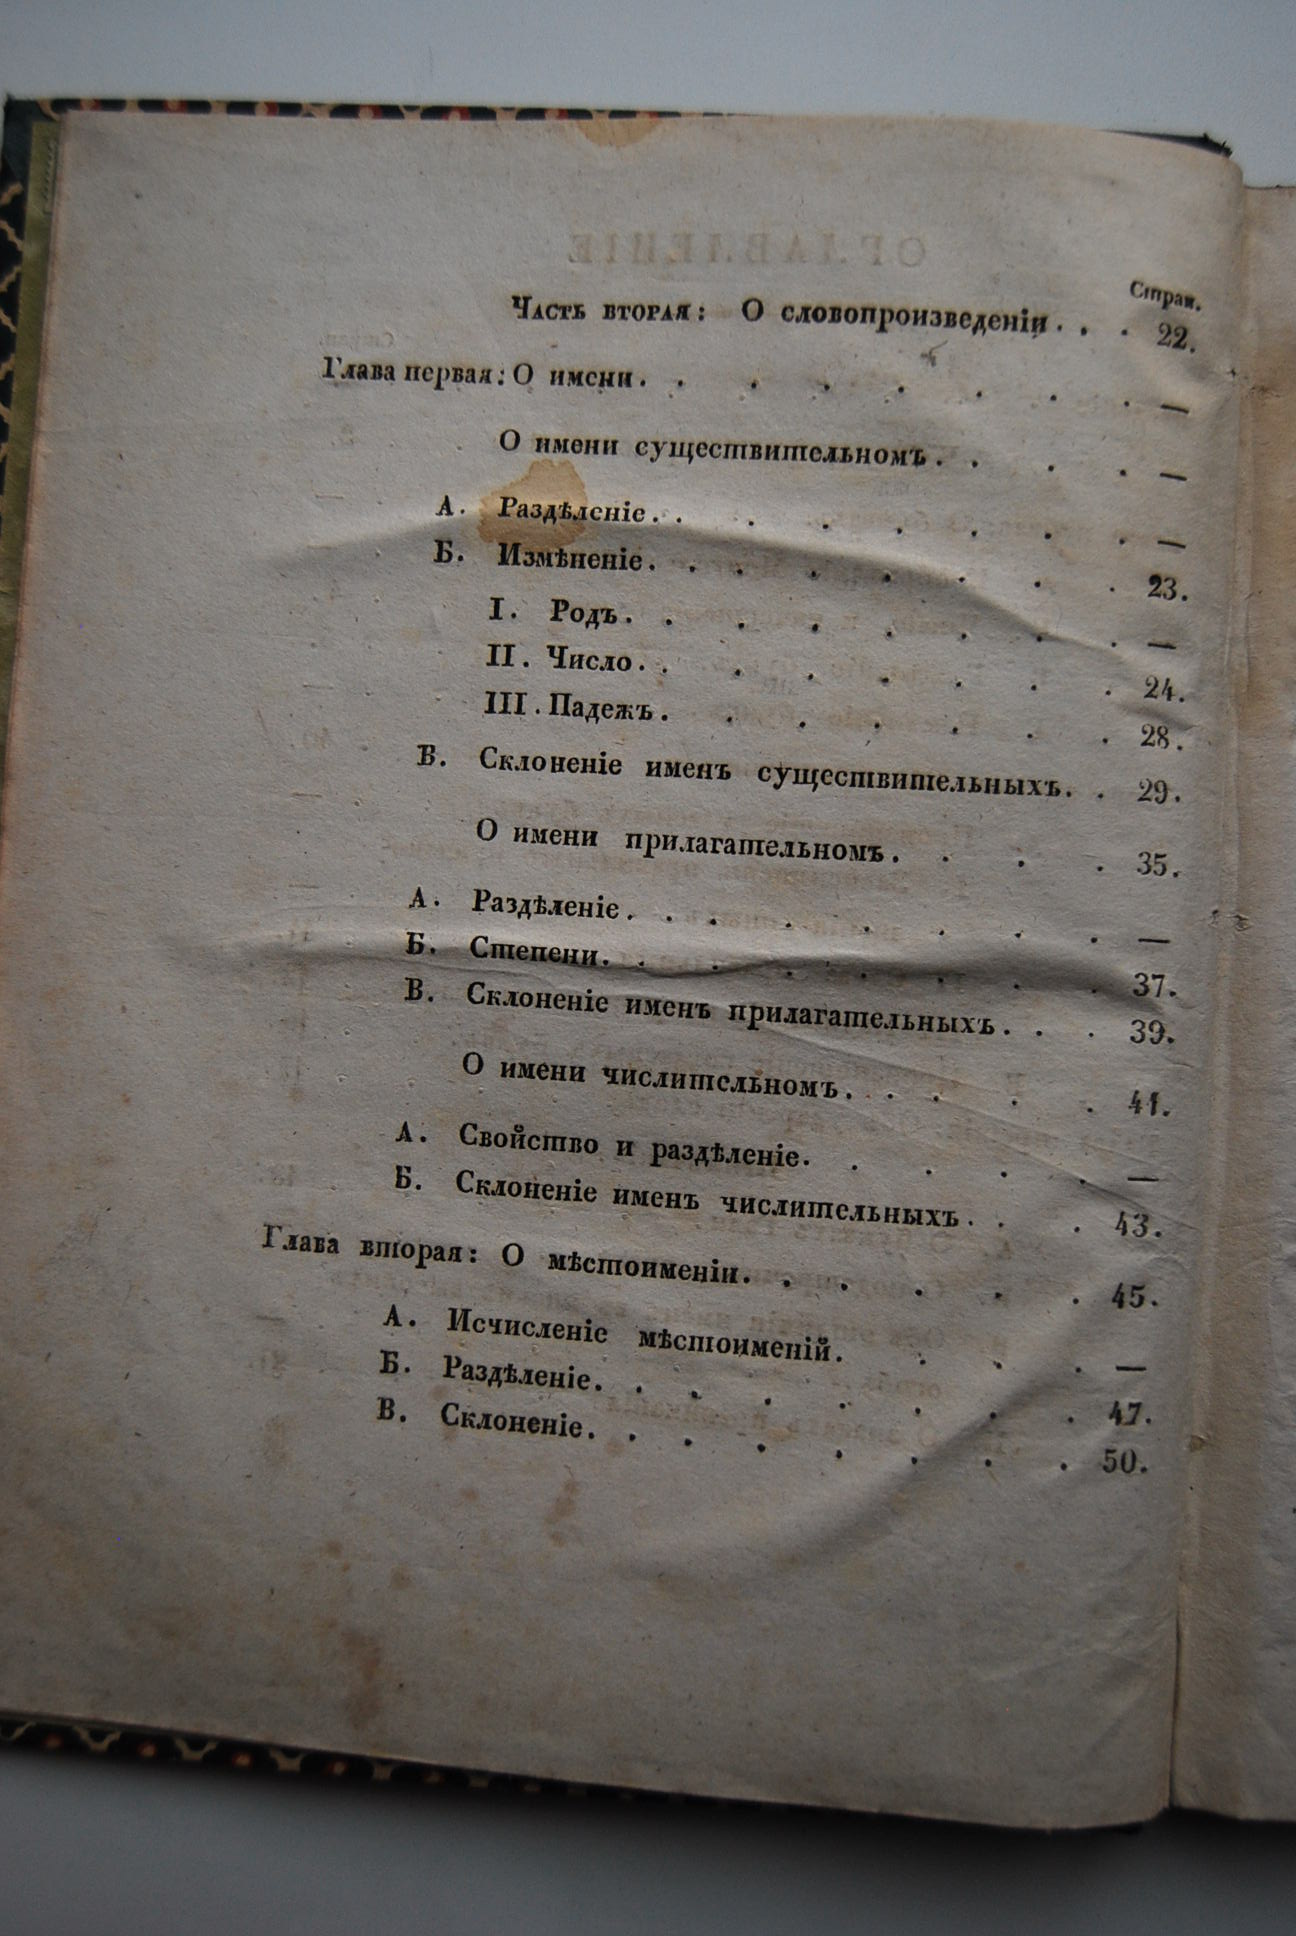 Стран.
Часть вторая: О словопроизведеніи . . . 22.
Глава первая: О имени . . . . . . . . —
О имени существительномъ . . . . —
А. Раздѣленіе . . . . . . . . —
Б. Измѣненіе . . . . . . . . 23.
I. Родъ . . . . . . . . —
II. Число . . . . . . . . 24.
III. Падежъ . . . . . . . 28.
В. Склоненіе именъ существительныхъ . . 29.
О имени прилагательномъ . . . . 35.
А. Раздѣленіе . . . . . . . . —
Б. Степени . . . . . . . . 37.
В. Склоненіе именъ прилагательныхъ . . . 39.
О имени числительномъ . . . . . 41.
А. Свойство и раздѣленіе . . . . . —
Б. Склоненіе именъ числительныхъ . . . 43.
Глава вторая: О мѣстоименіи . . . . . . 45.
А. Исчисленіе мѣстоименій . . . . —
Б. Раздѣленіе . . . . . . . . 47.
В. Склоненіе . . . . . . . . 50.